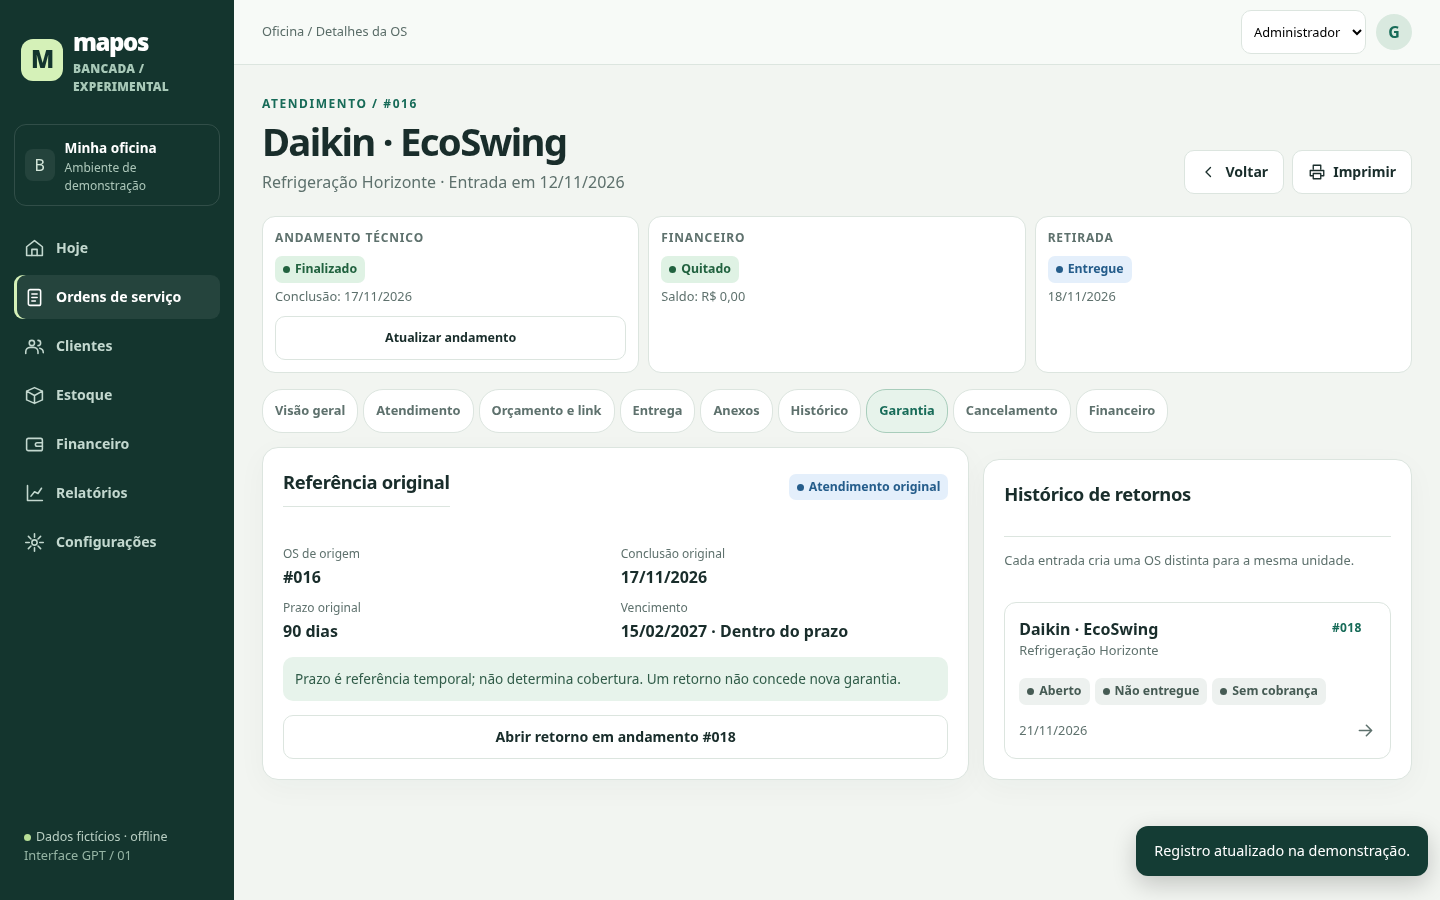 M
mapos
BANCADA /
EXPERIMENTAL
B
Minha oficina
Ambiente de
demonstração
Hoje
Ordens de serviço
Clientes
Estoque
Financeiro
Relatórios
Configurações
Dados fictícios · offline
Interface GPT / 01
Oficina / Detalhes da OS
Administrador
G
ATENDIMENTO / #016
Daikin · EcoSwing
Refrigeração Horizonte · Entrada em 12/11/2026
Voltar
Imprimir
ANDAMENTO TÉCNICO
Finalizado
Conclusão: 17/11/2026
Atualizar andamento
FINANCEIRO
Quitado
Saldo: R$ 0,00
RETIRADA
Entregue
18/11/2026
Visão geral
Atendimento
Orçamento e link
Entrega
Anexos
Histórico
Garantia
Cancelamento
Financeiro
Referência original
Atendimento original
OS de origem
#016
Conclusão original
17/11/2026
Prazo original
90 dias
Vencimento
15/02/2027 · Dentro do prazo
Prazo é referência temporal; não determina cobertura. Um retorno não concede nova garantia.
Abrir retorno em andamento #018
Histórico de retornos
Cada entrada cria uma OS distinta para a mesma unidade.
Daikin · EcoSwing
#018
Refrigeração Horizonte
Aberto
Não entregue
Sem cobrança
21/11/2026
Registro atualizado na demonstração.